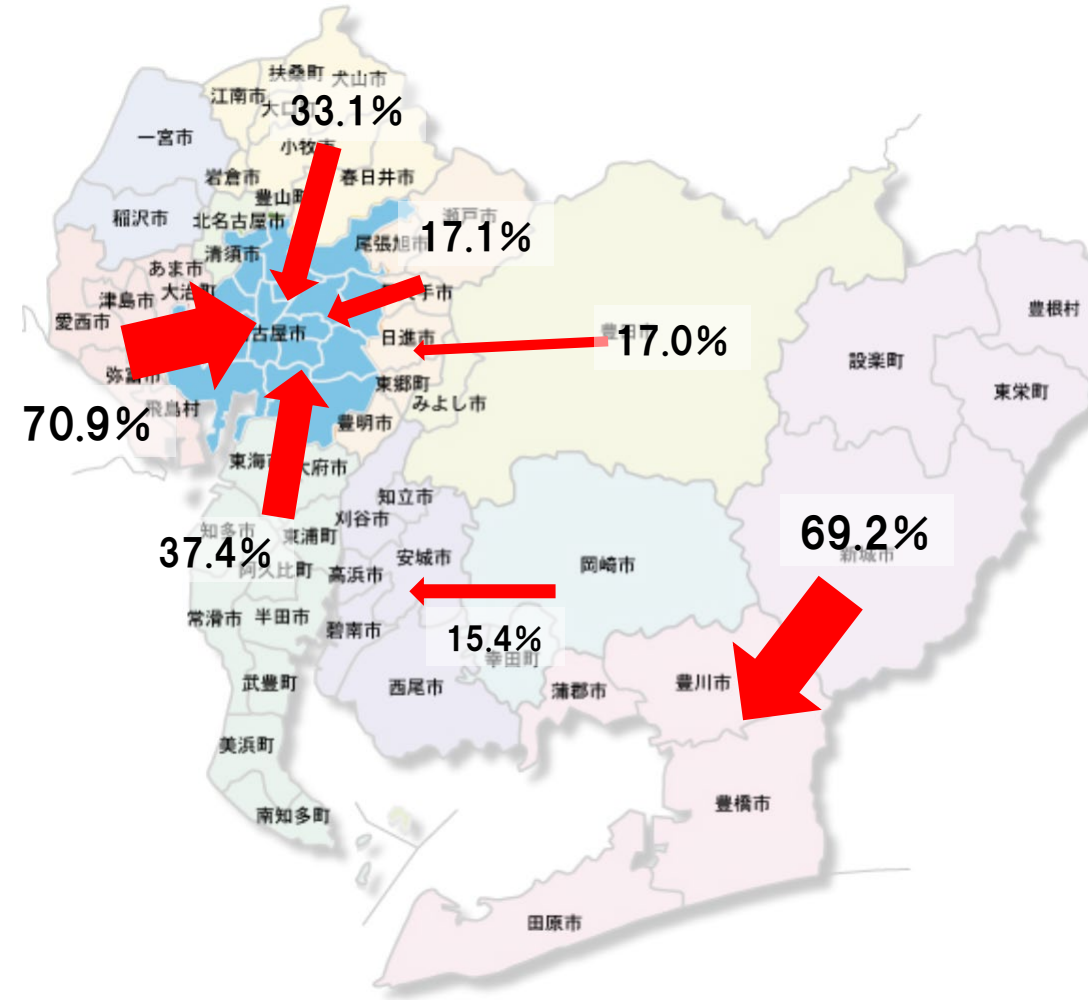 扶桑町
犬山市
江南市
33.1%
一宮市
小牧市
岩倉市
春日井市
豊山町
稲沢市
北名古屋市
瀬戸市
尾張旭市
17.1%
清須市
あま市
津島市
大治町
手市
愛西市
古屋市
日進市
17.0%
豊根村
設楽町
弥富市
東郷町
みよし市
東栄町
飛島村
70.9%
豊明市
東海
大府市
知立市
刈谷市
知多市
東浦町
37.4%
阿久比町
高浜市
安城市
岡崎市
69.2%
新城市
常滑市
半田市
碧南市
15.4%
幸田町
武豊町
西尾市
蒲郡市
豊川市
美浜町
南知多町
豊橋市
田原市